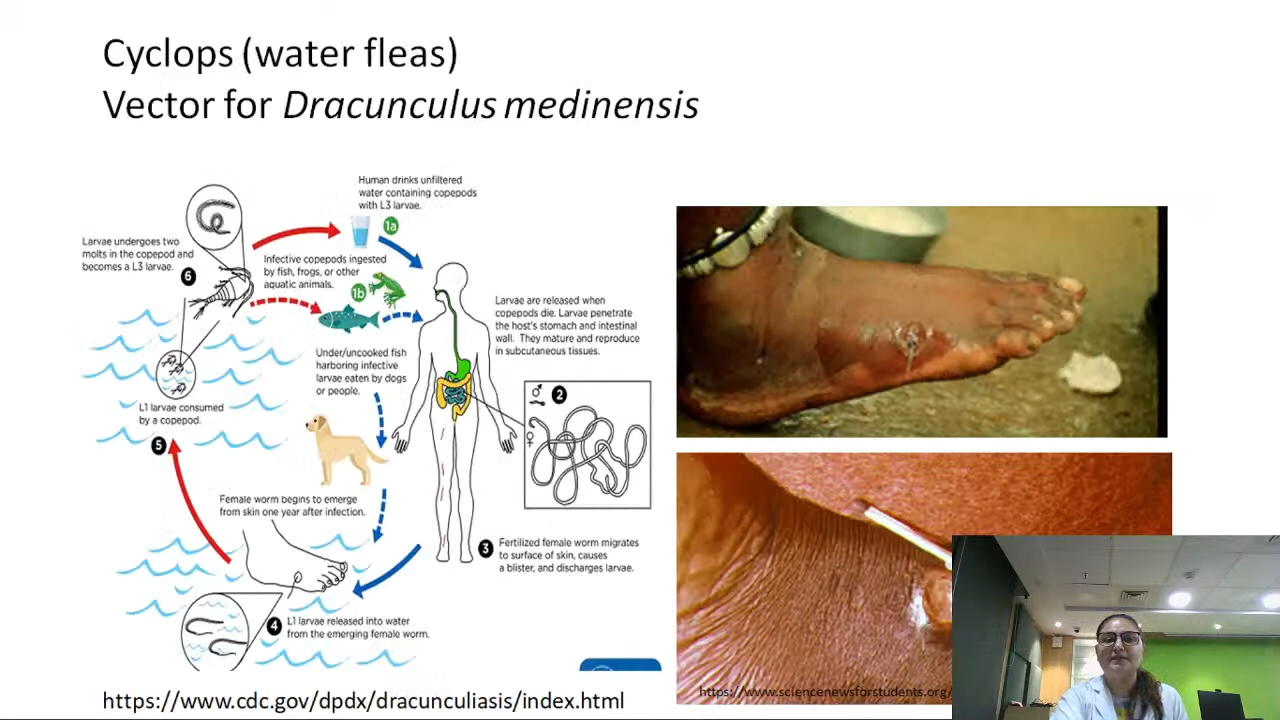 Cyclops (water fleas)
Vector for Dracunculus medinensis
Human drinks unfiltered
water containing copepods
with L3 larvae.
1a
Larvae undergoes two
molts in the copepod and
becomes a L3 larvae.
6
Infective copepods ingested
by fish, frogs, or other
aquatic animals.
1b
Larvae are released when
copepods die. Larvae penetrate
the host's stomach and intestinal
wall. They mature and reproduce
in subcutaneous tissues.
Under/uncooked fish
harboring infective
larvae eaten by dogs
or people.
♂
2
♀
L1 larvae consumed
by a copepod.
5
Female worm begins to emerge
from skin one year after infection.
3
Fertilized female worm migrates
to surface of skin, causes
a blister, and discharges larvae.
4
L1 larvae released into water
from the emerging female worm.
https://www.cdc.gov/dpdx/dracunculiasis/index.html
https://www.sciencenewsforstudents.org/